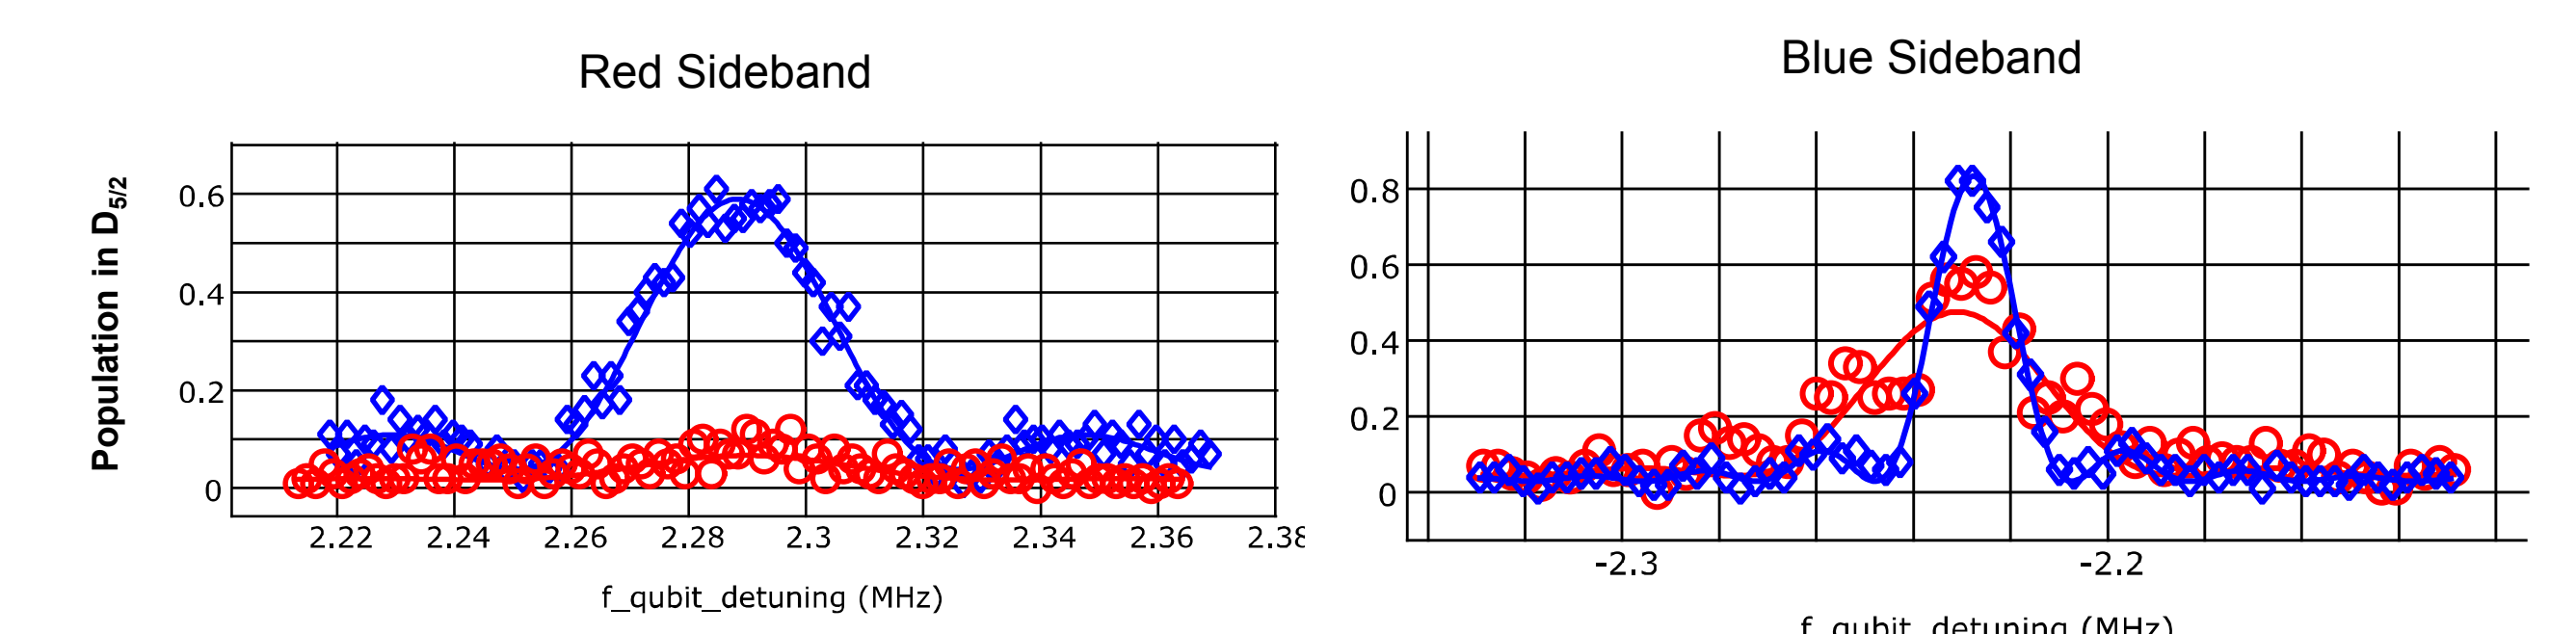 Red Sideband
Blue Sideband
Population in D5/2
0.6
0.4
0.2
0
2.22 2.24 2.26 2.28 2.3 2.32 2.34 2.36 2.38
f_qubit_detuning (MHz)
0.8
0.6
0.4
0.2
0
-2.3 -2.2
f_qubit_detuning (MHz)